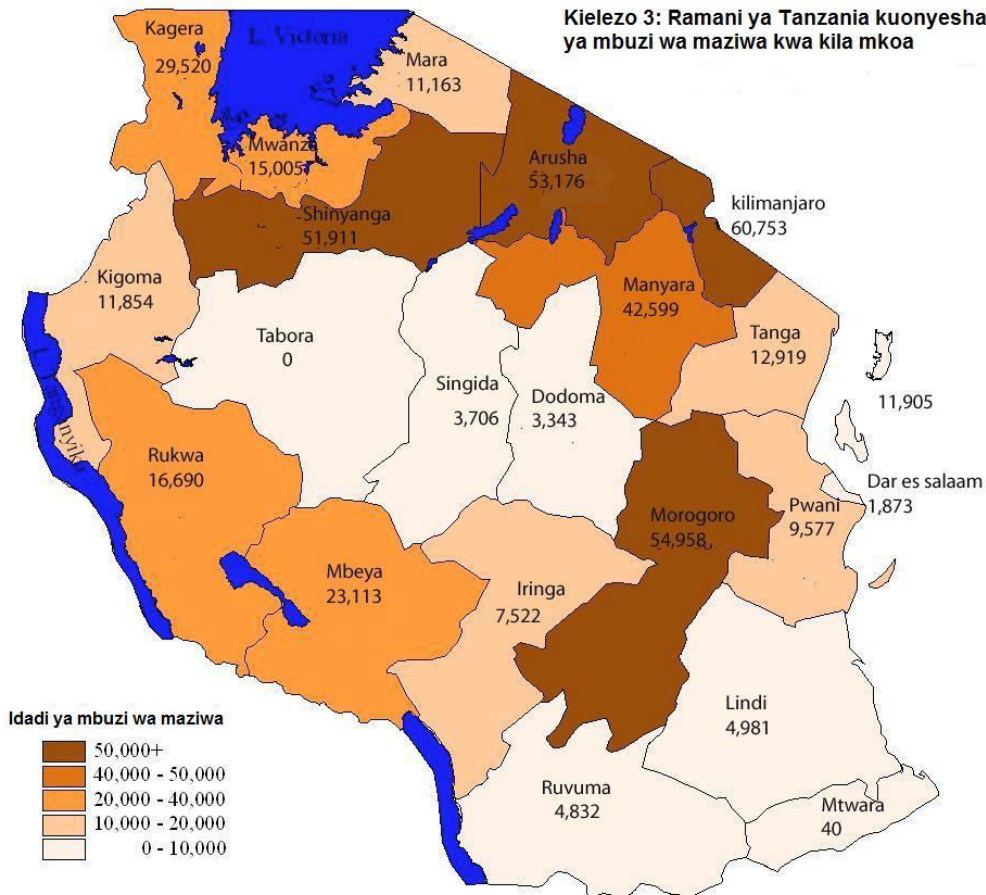 Kielezo 3: Ramani ya Tanzania kuonyesha
ya mbuzi wa maziwa kwa kila mkoa
Kagera
29,520
L. Victoria
Mara
11,163
Mwanza
15,005
Arusha
53,176
Shinyanga
51,911
kilimanjaro
60,753
Kigoma
11,854
Manyara
42,599
Tabora
0
Tanga
12,919
Singida
3,706
Dodoma
3,343
11,905
Rukwa
16,690
Dar es salaam
1,873
Pwani
9,577
Morogoro
54,958
Mbeya
23,113
Iringa
7,522
Lindi
4,981
Ruvuma
4,832
Mtwara
40
Idadi ya mbuzi wa maziwa
50,000+
40,000 - 50,000
20,000 - 40,000
10,000 - 20,000
0 - 10,000